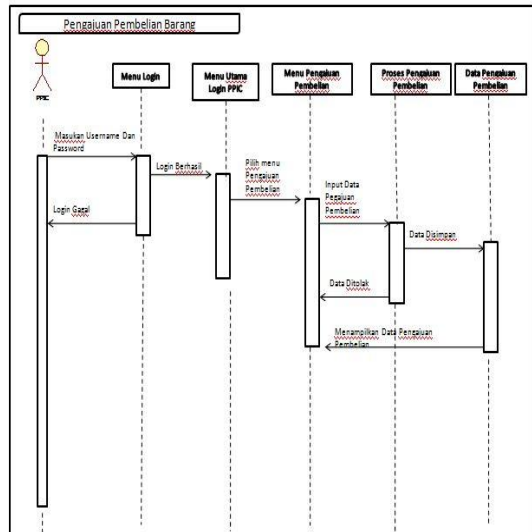 Pengajuan Pembelian Barang
PPIC
Menu Login
Menu Utama
Login PPIC
Menu Pengajuan
Pembelian
Proses Pengajuan
Pembelian
Data Pengajuan
Pembelian
Masukan Username Dan
Password
Login Berhasil
Pilih menu
Pengajuan
Pembelian
Input Data
Pegajuan
Pembelian
Login Gagal
Data Disimpan
Data Ditolak
Menampilkan Data Pengajuan
Pembelian